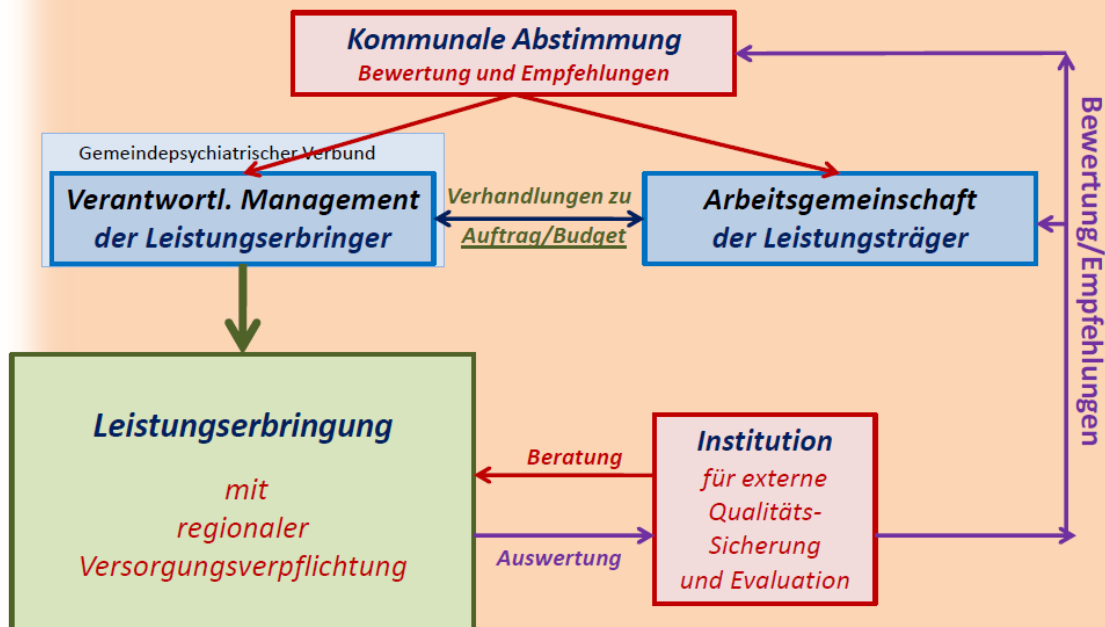 Kommunale Abstimmung
Bewertung und Empfehlungen
Gemeindepsychiatrischer Verbund
Verantwortl. Management
der Leistungserbringer
Verhandlungen zu
Auftrag/Budget
Arbeitsgemeinschaft
der Leistungsträger
Bewertung/Empfehlungen
Leistungserbringung
mit
regionaler
Versorgungsverpflichtung
Beratung
Auswertung
Institution
für externe
Qualitäts-
Sicherung
und Evaluation